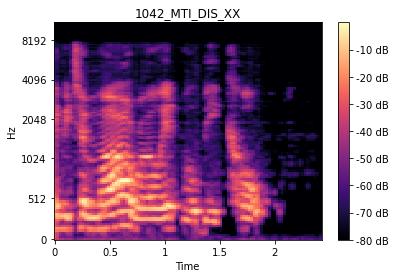 1042_MTI_DIS_XX
8192
4096
2048
1024
512
0
Hz
0
0.5
1
1.5
2
Time
-10 dB
-20 dB
-30 dB
-40 dB
-50 dB
-60 dB
-70 dB
-80 dB